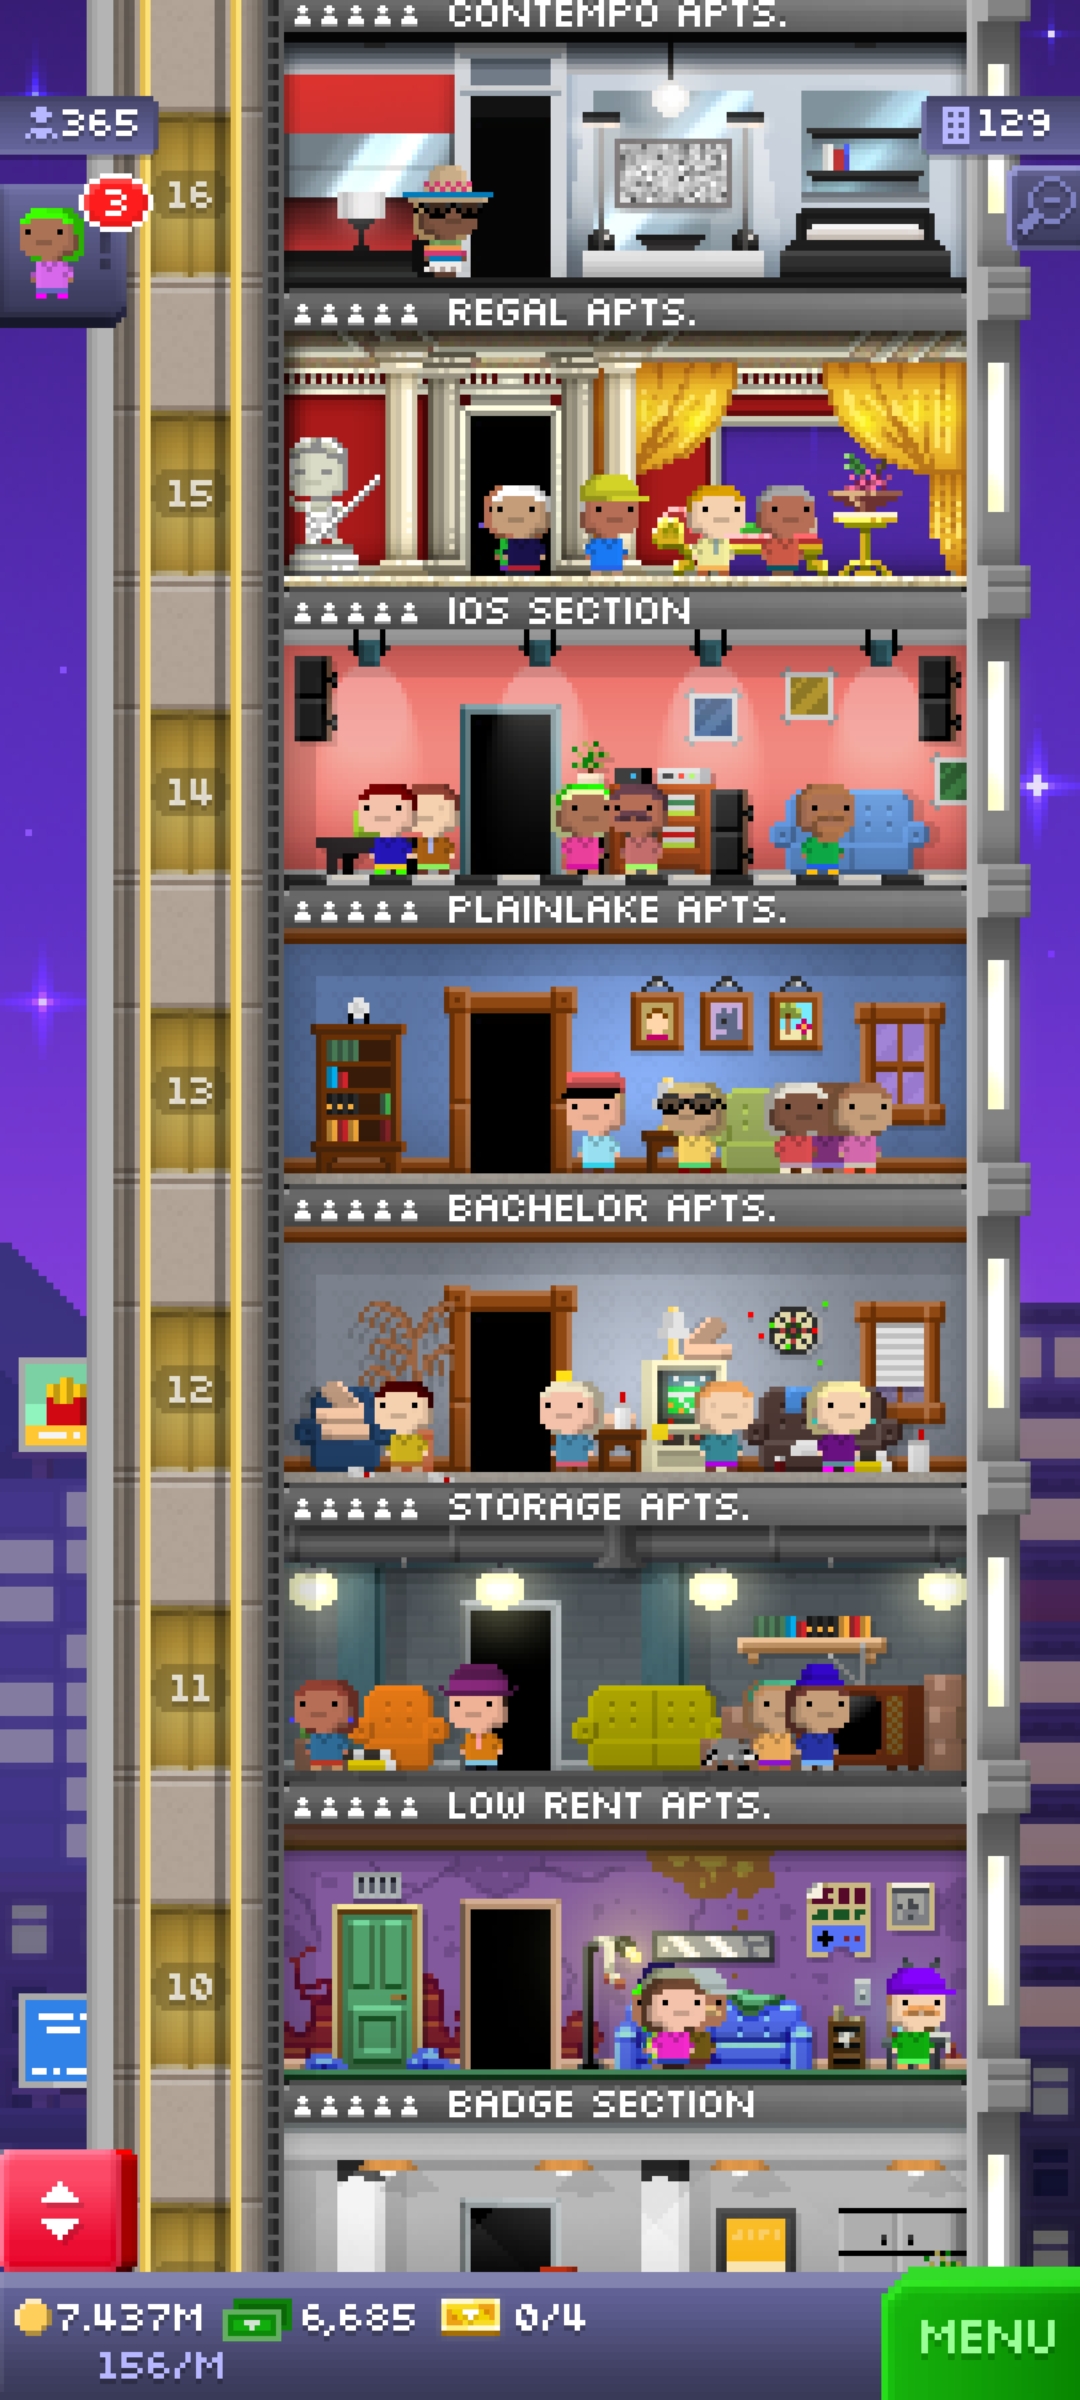 CONTEMPO APTS.
365
129
3
16
REGAL APTS.
15
IOS SECTION
14
PLAINLAKE APTS.
13
BACHELOR APTS.
12
STORAGE APTS.
11
LOW RENT APTS.
10
BADGE SECTION
7.437M 6,685 0/4
156/M
MENU